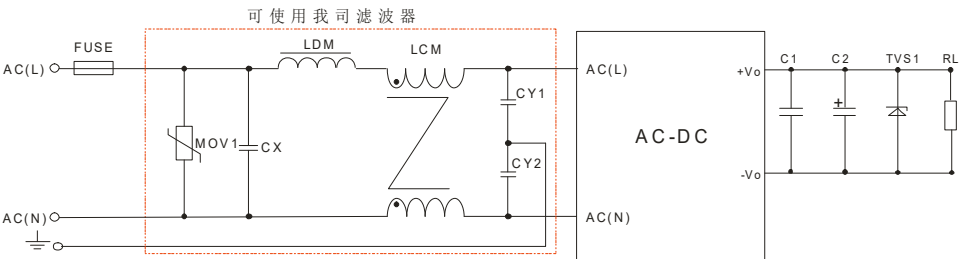 可使用我司滤波器
FUSE
LDM
LCM
C1
C2
TVS1
RL
AC(L)
AC(L)
+Vo
CY1
+
MOV1
CX
AC-DC
CY2
-Vo
AC(N)
AC(N)